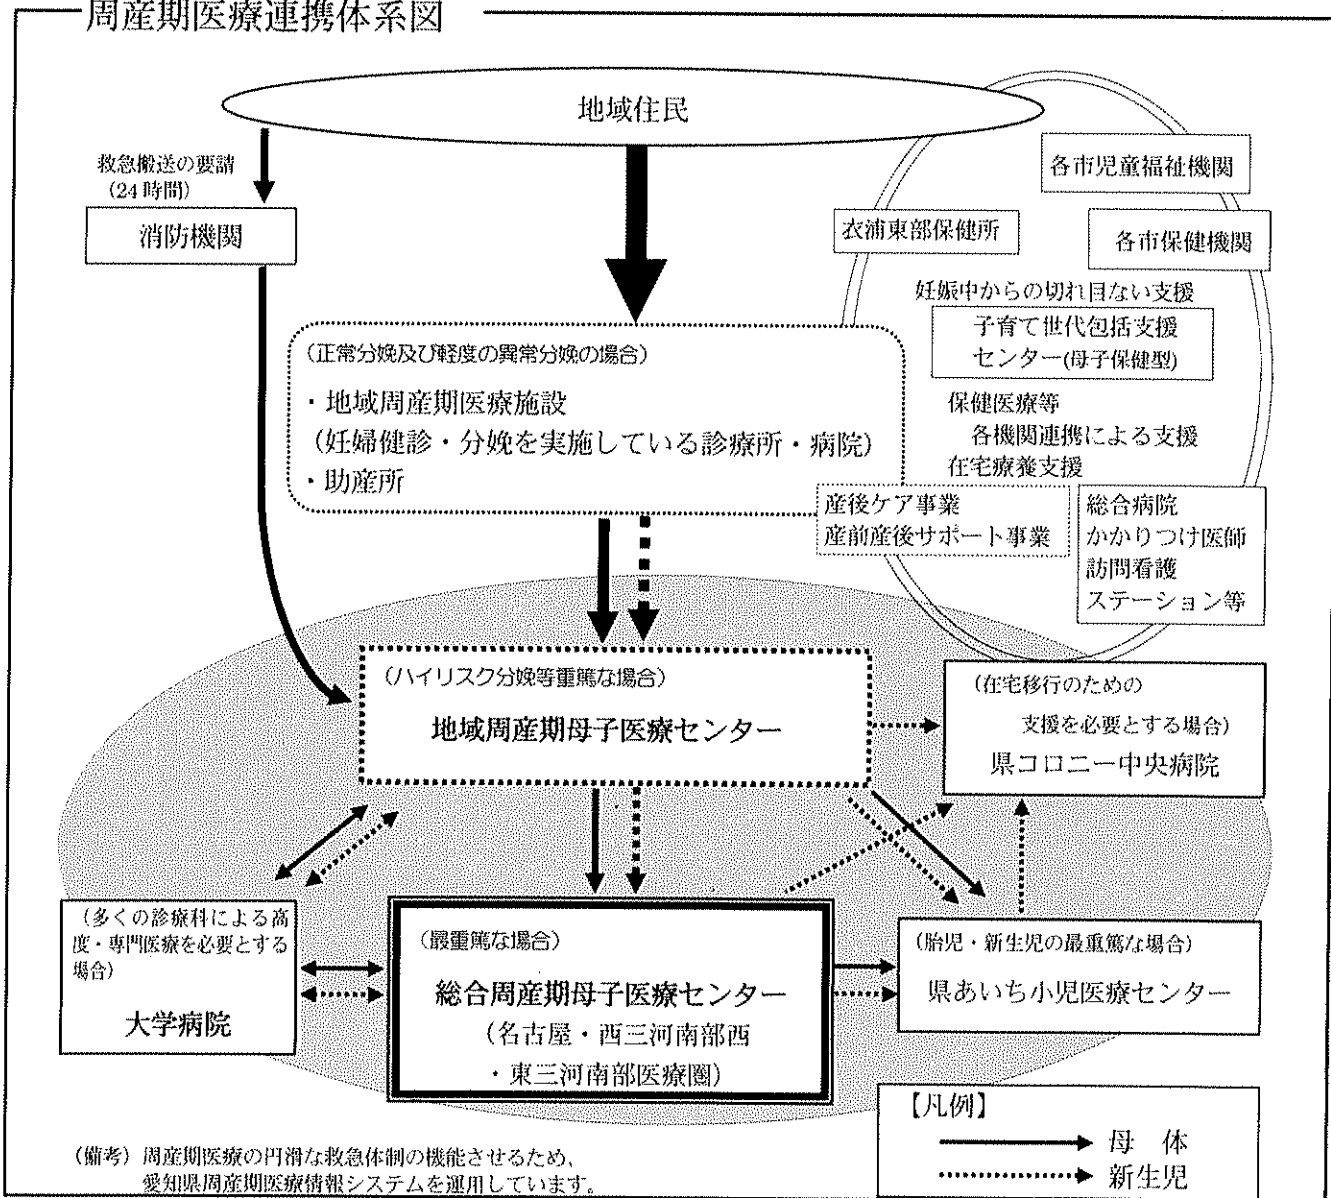 周産期医療連携体系図
地域住民
救急搬送の要請
(24時間)
消防機関
各市児童福祉機関
衣浦東部保健所
各市保健機関
妊娠中からの切れ目ない支援
子育て世代包括支援
センター(母子保健型)
保健医療等
各機関連携による支援
在宅療養支援
産後ケア事業
産前産後サポート事業
総合病院
かかりつけ医師
訪問看護
ステーション等
(正常分娩及び軽度の異常分娩の場合)
・地域周産期医療施設
(妊婦健診・分娩を実施している診療所・病院)
・助産所
(ハイリスク分娩等重篤な場合)
地域周産期母子医療センター
(在宅移行のための
支援を必要とする場合)
県コロニー中央病院
(多くの診療科による高
度・専門医療を必要とする
場合)
大学病院
(最重篤な場合)
総合周産期母子医療センター
(名古屋・西三河南部西
・東三河南部医療圏)
(胎児・新生児の最重篤な場合)
県あいち小児医療センター
【凡例】
母 体
新生児
(備考) 周産期医療の円滑な救急体制の機能させるため、
愛知県周産期医療情報システムを運用しています。